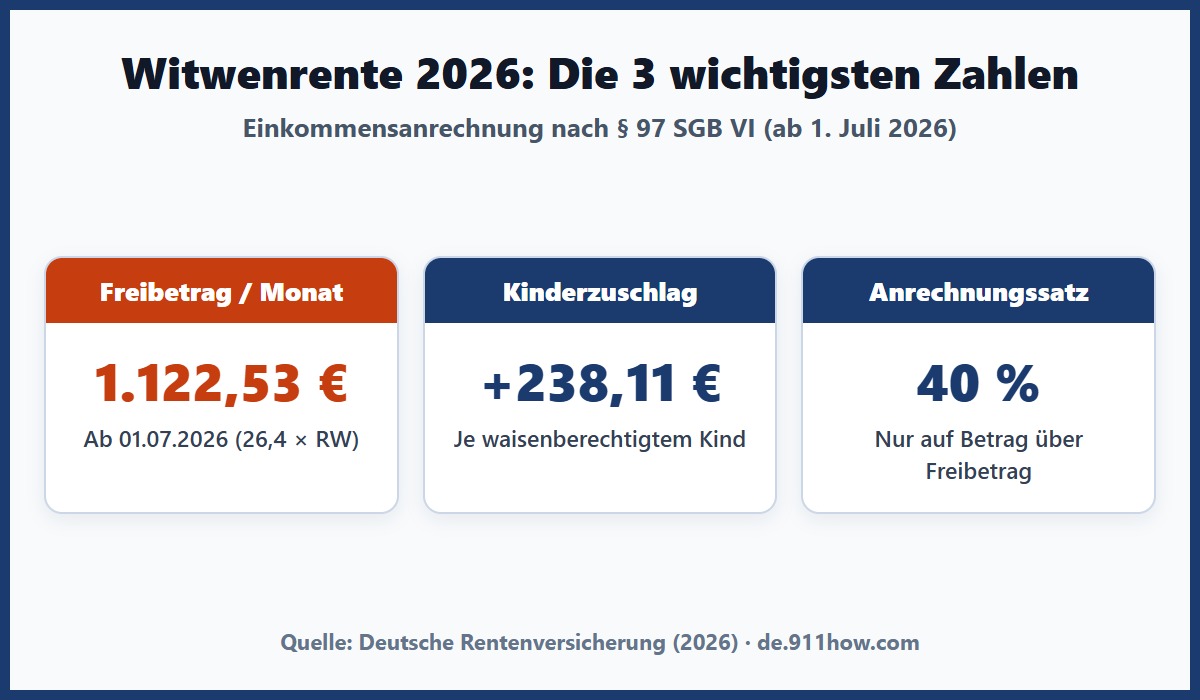 Witwenrente 2026: Die 3 wichtigsten Zahlen
Einkommensanrechnung nach § 97 SGB VI (ab 1. Juli 2026)
Freibetrag / Monat
1.122,53 €
Ab 01.07.2026 (26,4 × RW)
Kinderzuschlag
+238,11 €
Je waisenberechtigtem Kind
Anrechnungssatz
40 %
Nur auf Betrag über
Freibetrag
Quelle: Deutsche Rentenversicherung (2026) · de.911how.com